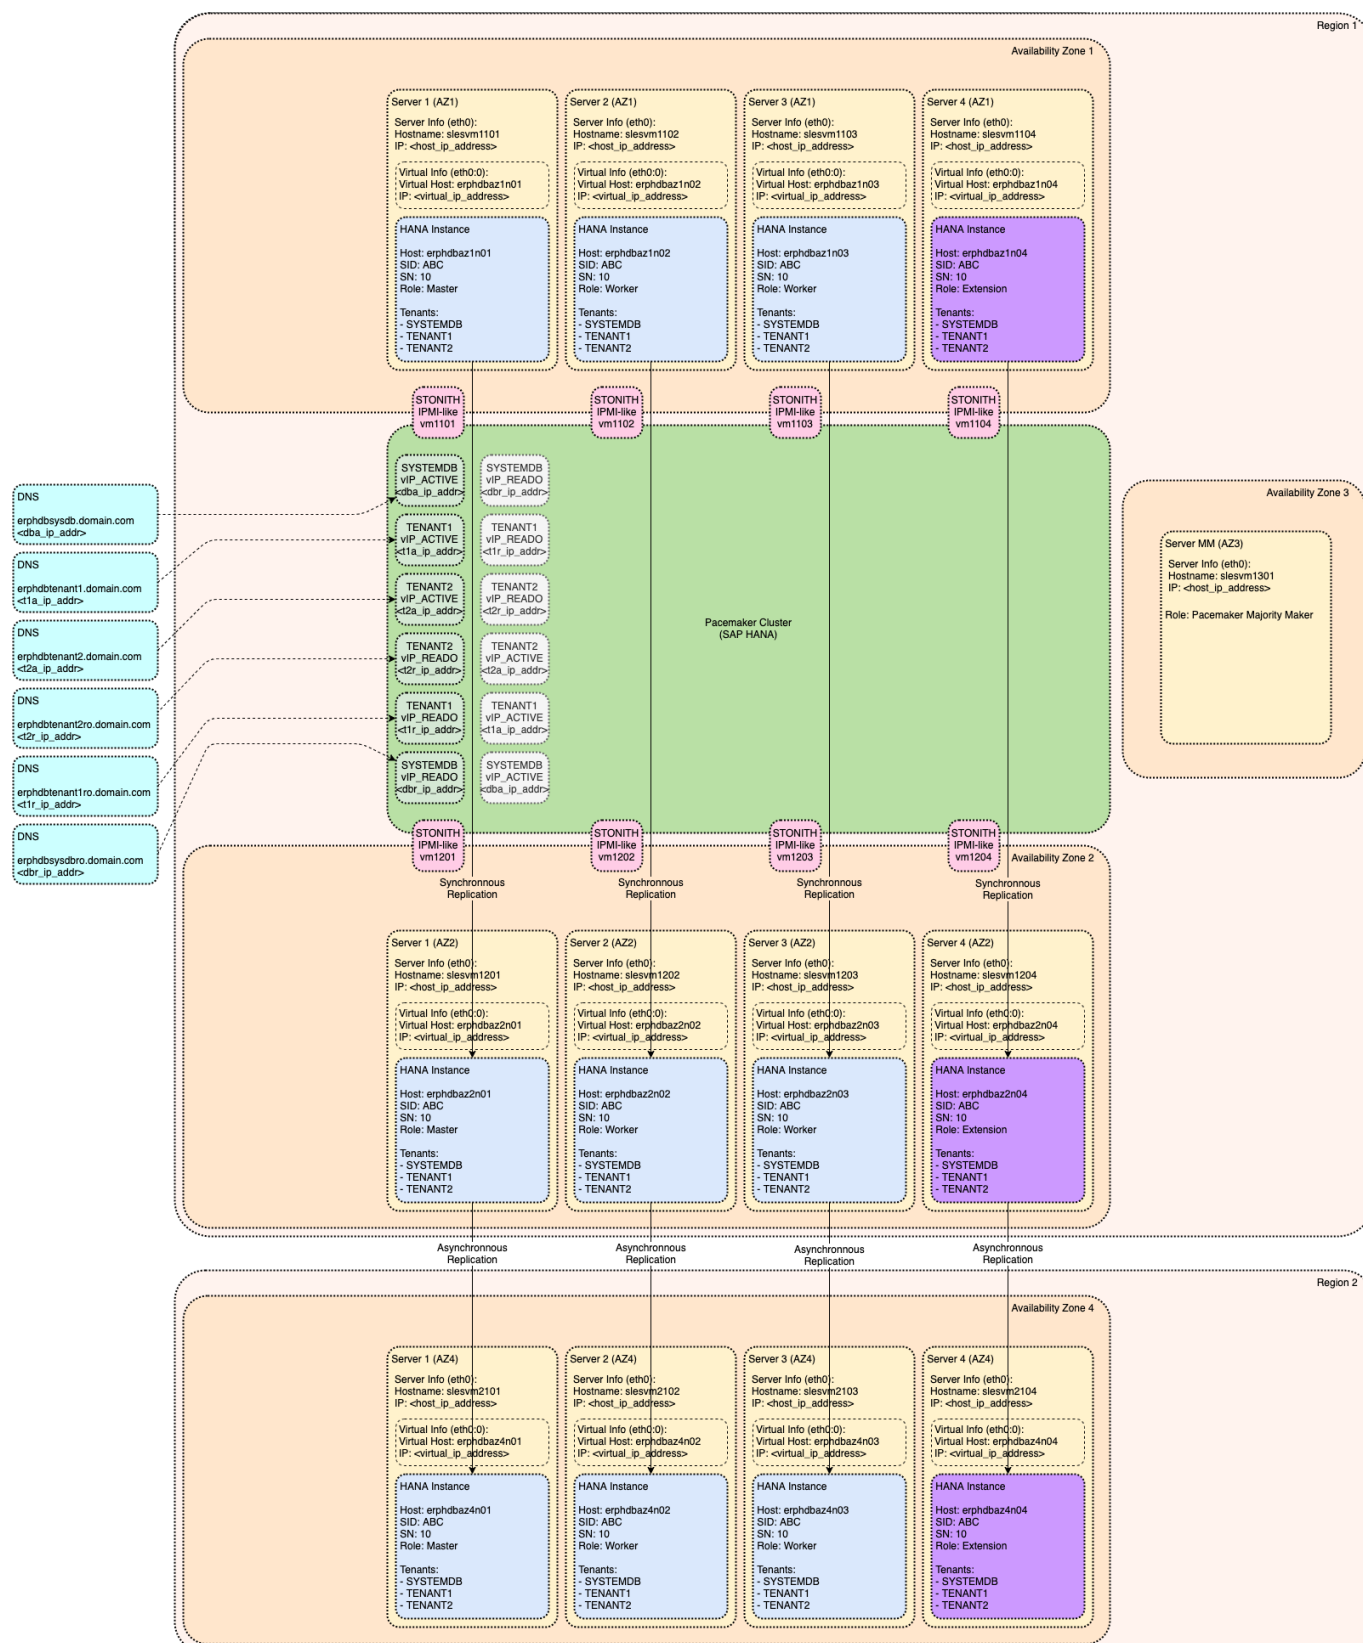 Region 1
Availability Zone 1
Server 1 (AZ1)
Server Info (eth0):
Hostname: slesvm1101
IP: <host_ip_address>
Virtual Info (eth0:0):
Virtual Host: erphdbaz1n01
IP: <virtual_ip_address>
HANA Instance
Host: erphdbaz1n01
SID: ABC
SN: 10
Role: Master
Tenants:
- SYSTEMDB
- TENANT1
- TENANT2
Server 2 (AZ1)
Server Info (eth0):
Hostname: slesvm1102
IP: <host_ip_address>
Virtual Info (eth0:0):
Virtual Host: erphdbaz1n02
IP: <virtual_ip_address>
HANA Instance
Host: erphdbaz1n02
SID: ABC
SN: 10
Role: Worker
Tenants:
- SYSTEMDB
- TENANT1
- TENANT2
Server 3 (AZ1)
Server Info (eth0):
Hostname: slesvm1103
IP: <host_ip_address>
Virtual Info (eth0:0):
Virtual Host: erphdbaz1n03
IP: <virtual_ip_address>
HANA Instance
Host: erphdbaz1n03
SID: ABC
SN: 10
Role: Worker
Tenants:
- SYSTEMDB
- TENANT1
- TENANT2
Server 4 (AZ1)
Server Info (eth0):
Hostname: slesvm1104
IP: <host_ip_address>
Virtual Info (eth0:0):
Virtual Host: erphdbaz1n04
IP: <virtual_ip_address>
HANA Instance
Host: erphdbaz1n04
SID: ABC
SN: 10
Role: Extension
Tenants:
- SYSTEMDB
- TENANT1
- TENANT2
STONITH
IPMI-like
vm1101
STONITH
IPMI-like
vm1102
STONITH
IPMI-like
vm1103
STONITH
IPMI-like
vm1104
DNS
erphdbsysdb.domain.com
<dba_ip_addr>
DNS
erphdbtenant1.domain.com
<t1a_ip_addr>
DNS
erphdbtenant2.domain.com
<t2a_ip_addr>
DNS
erphdbtenant2ro.domain.com
<t2r_ip_addr>
DNS
erphdbtenant1ro.domain.com
<t1r_ip_addr>
DNS
erphdbsysdbro.domain.com
<dbr_ip_addr>
SYSTEMDB
vIP_ACTIVE
<dba_ip_addr>
SYSTEMDB
vIP_READO
<dbr_ip_addr>
TENANT1
vIP_ACTIVE
<t1a_ip_addr>
TENANT1
vIP_READO
<t1r_ip_addr>
TENANT2
vIP_ACTIVE
<t2a_ip_addr>
TENANT2
vIP_READO
<t2r_ip_addr>
TENANT2
vIP_READO
<t2r_ip_addr>
TENANT2
vIP_ACTIVE
<t2a_ip_addr>
TENANT1
vIP_READO
<t1r_ip_addr>
TENANT1
vIP_ACTIVE
<t1a_ip_addr>
SYSTEMDB
vIP_READO
<dbr_ip_addr>
SYSTEMDB
vIP_ACTIVE
<dba_ip_addr>
Pacemaker Cluster
(SAP HANA)
Availability Zone 3
Server MM (AZ3)
Server Info (eth0):
Hostname: slesvm1301
IP: <host_ip_address>
Role: Pacemaker Majority Maker
STONITH
IPMI-like
vm1201
STONITH
IPMI-like
vm1202
STONITH
IPMI-like
vm1203
STONITH
IPMI-like
vm1204
Availability Zone 2
Synchronnous
Replication
Synchronnous
Replication
Synchronnous
Replication
Synchronnous
Replication
Server 1 (AZ2)
Server Info (eth0):
Hostname: slesvm1201
IP: <host_ip_address>
Virtual Info (eth0:0):
Virtual Host: erphdbaz2n01
IP: <virtual_ip_address>
HANA Instance
Host: erphdbaz2n01
SID: ABC
SN: 10
Role: Master
Tenants:
- SYSTEMDB
- TENANT1
- TENANT2
Server 2 (AZ2)
Server Info (eth0):
Hostname: slesvm1202
IP: <host_ip_address>
Virtual Info (eth0:0):
Virtual Host: erphdbaz2n02
IP: <virtual_ip_address>
HANA Instance
Host: erphdbaz2n02
SID: ABC
SN: 10
Role: Worker
Tenants:
- SYSTEMDB
- TENANT1
- TENANT2
Server 3 (AZ2)
Server Info (eth0):
Hostname: slesvm1203
IP: <host_ip_address>
Virtual Info (eth0:0):
Virtual Host: erphdbaz2n03
IP: <virtual_ip_address>
HANA Instance
Host: erphdbaz2n03
SID: ABC
SN: 10
Role: Worker
Tenants:
- SYSTEMDB
- TENANT1
- TENANT2
Server 4 (AZ2)
Server Info (eth0):
Hostname: slesvm1204
IP: <host_ip_address>
Virtual Info (eth0:0):
Virtual Host: erphdbaz2n04
IP: <virtual_ip_address>
HANA Instance
Host: erphdbaz2n04
SID: ABC
SN: 10
Role: Extension
Tenants:
- SYSTEMDB
- TENANT1
- TENANT2
Asynchronnous
Replication
Asynchronnous
Replication
Asynchronnous
Replication
Asynchronnous
Replication
Region 2
Availability Zone 4
Server 1 (AZ4)
Server Info (eth0):
Hostname: slesvm2101
IP: <host_ip_address>
Virtual Info (eth0:0):
Virtual Host: erphdbaz4n01
IP: <virtual_ip_address>
HANA Instance
Host: erphdbaz4n01
SID: ABC
SN: 10
Role: Master
Tenants:
- SYSTEMDB
- TENANT1
- TENANT2
Server 2 (AZ4)
Server Info (eth0):
Hostname: slesvm2102
IP: <host_ip_address>
Virtual Info (eth0:0):
Virtual Host: erphdbaz4n02
IP: <virtual_ip_address>
HANA Instance
Host: erphdbaz4n02
SID: ABC
SN: 10
Role: Worker
Tenants:
- SYSTEMDB
- TENANT1
- TENANT2
Server 3 (AZ4)
Server Info (eth0):
Hostname: slesvm2103
IP: <host_ip_address>
Virtual Info (eth0:0):
Virtual Host: erphdbaz4n03
IP: <virtual_ip_address>
HANA Instance
Host: erphdbaz4n03
SID: ABC
SN: 10
Role: Worker
Tenants:
- SYSTEMDB
- TENANT1
- TENANT2
Server 4 (AZ4)
Server Info (eth0):
Hostname: slesvm2104
IP: <host_ip_address>
Virtual Info (eth0:0):
Virtual Host: erphdbaz4n04
IP: <virtual_ip_address>
HANA Instance
Host: erphdbaz4n04
SID: ABC
SN: 10
Role: Extension
Tenants:
- SYSTEMDB
- TENANT1
- TENANT2